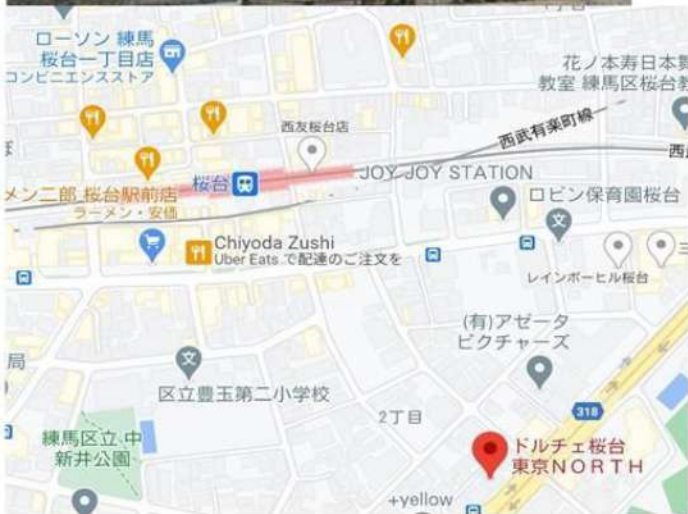 ローソン 練馬
桜台一丁目店
コンビニエンスストア
花ノ本寿日本舞
教室 練馬区桜台教
西友桜台店
西武有楽町線
西
桜台
JOY JOY STATION
メン二郎 桜台駅前店
ラーメン・安価
ロビン保育園桜台
Chiyoda Zushi
Uber Eats で配達のご注文を
三
レインボーヒル桜台
(有)アゼータ
ピクチャーズ
局
区立豊玉第二小学校
2丁目
318
練馬区立 中
新井公園
ドルチェ桜台
東京NORTH
+yellow